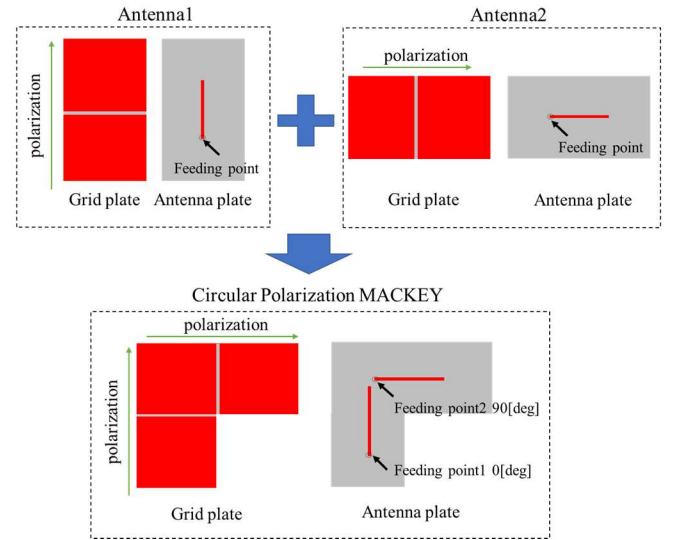 Antenna1
polarization
Feeding point
Grid plate
Antenna plate
Antenna2
polarization
Feeding point
Grid plate
Antenna plate
Circular Polarization MACKEY
polarization
polarization
Feeding point2 90[deg]
Feeding point1 0[deg]
Grid plate
Antenna plate